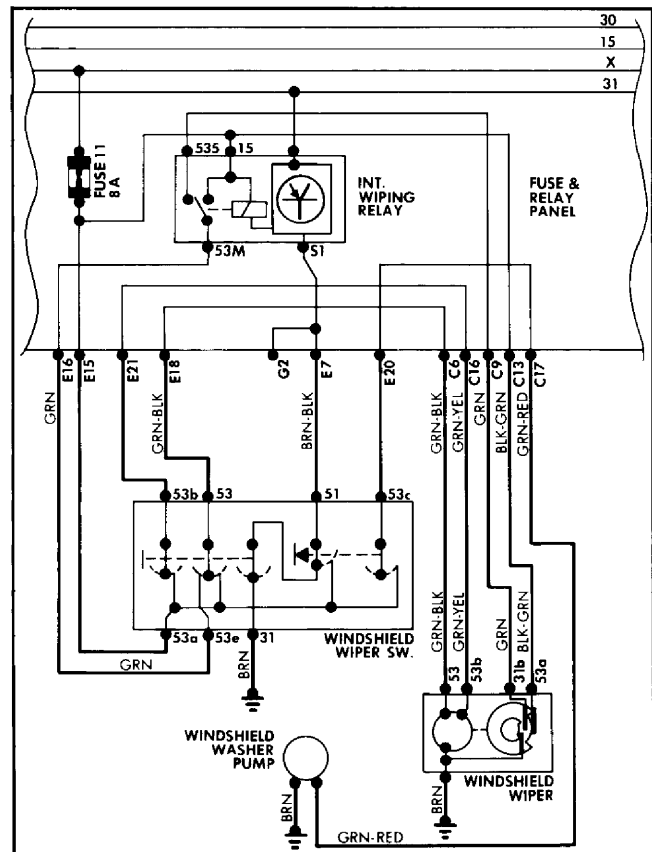 30
15
X
31
535
15
FUSE 11
8A
INT.
WIPING
RELAY
FUSE &
RELAY
PANEL
53M
S1
E16
E15
E21
E18
G2
E7
E20
C6
C16
C9
C13
C17
GRN
GRN-BLK
BRN-BLK
GRN-BLK
GRN-YEL
GRN
BLK-GRN
GRN-RED
53b
53
51
53c
53a
53e
31
WINDSHIELD
WIPER SW.
GRN
BRN
GRN-BLK
GRN-YEL
GRN
BLK-GRN
53
53b
31b
53a
WINDSHIELD
WASHER
PUMP
WINDSHIELD
WIPER
BRN
BRN
GRN-RED